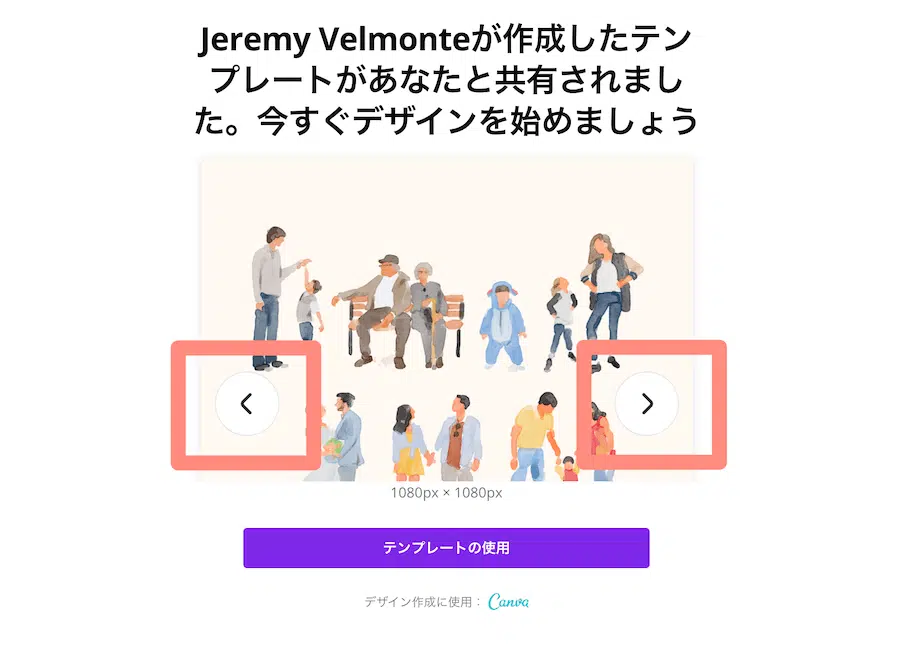 Jeremy Velmonteが作成したテン
プレートがあなたと共有されまし
た。今すぐデザインを始めましょう
1080px × 1080px
テンプレートの使用
デザイン作成に使用： Canva